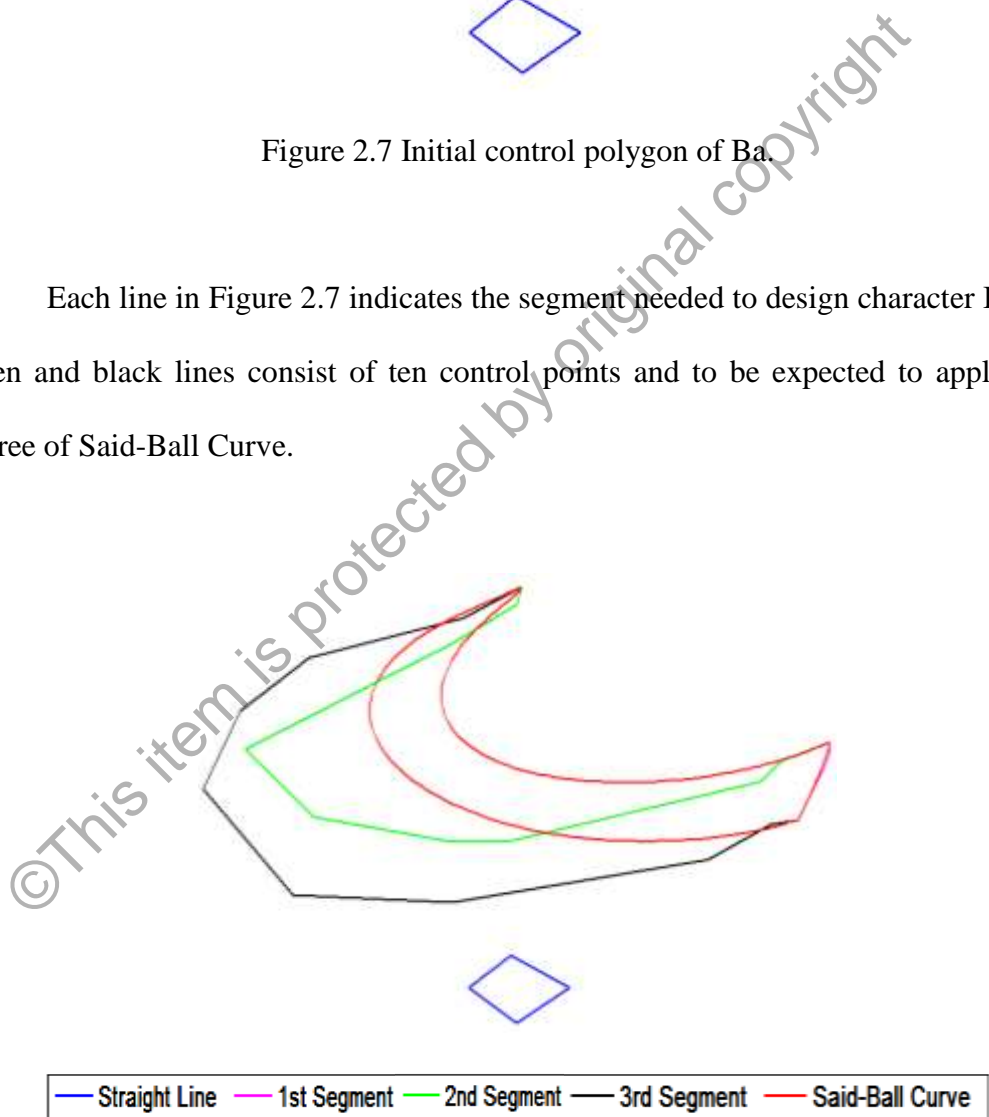 Figure 2.7 Initial control polygon of Ba.
Each line in Figure 2.7 indicates the segment needed to design character
and black lines consist of ten control points and to be expected to
of Said-Ball Curve.
Straight Line 1st Segment 2nd Segment 3rd Segment Said-Ball Curve
©This item is protected by original copyright